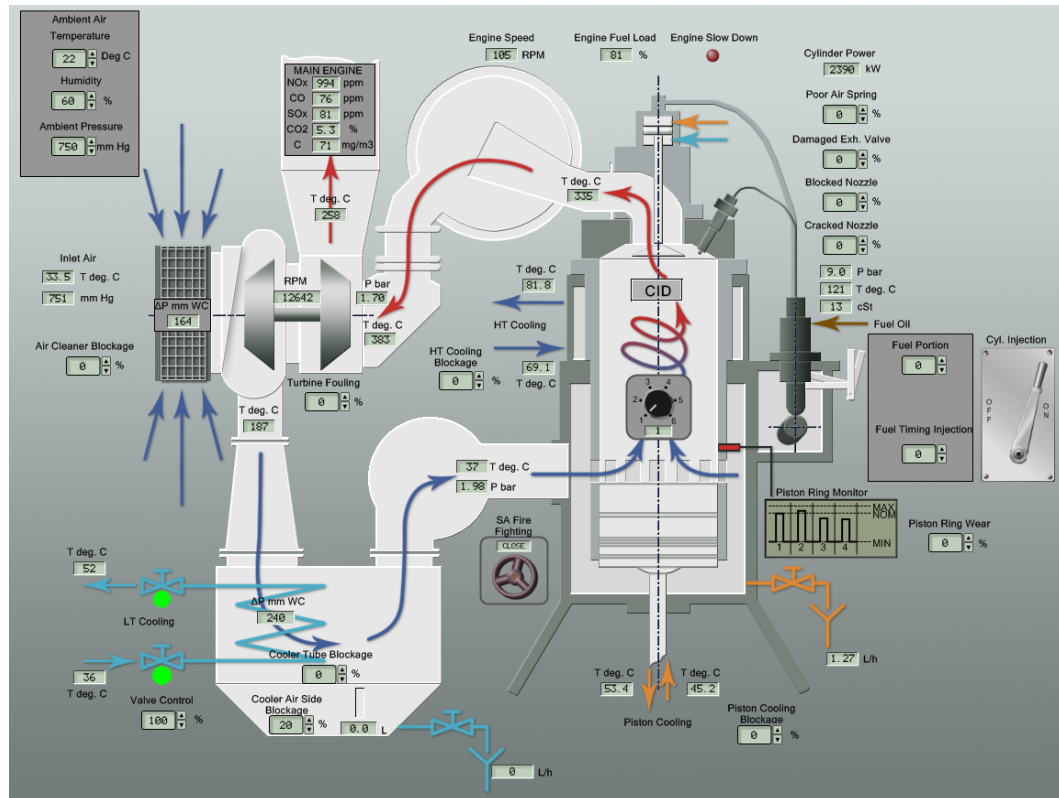 Ambient Air
Temperature
22 Deg C
Humidity
60 %
Ambient Pressure
750 mm Hg
MAIN ENGINE
NOx 994 ppm
CO 76 ppm
SOx 81 ppm
CO2 5.3 %
C 71 mg/m3
T deg. C
258
Engine Speed
105 RPM
Engine Fuel Load
81 %
Engine Slow Down
Cylinder Power
2390 kW
Poor Air Spring
0 %
Damaged Exh. Valve
0 %
Blocked Nozzle
0 %
Cracked Nozzle
0 %
9.0 P bar
121 T deg. C
13 cSt
Fuel Oil
T deg. C
335
Inlet Air
33.5 T deg. C
751 mm Hg
ΔP mm WC
164
Air Cleaner Blockage
0 %
RPM
12642
P bar
1.70
T deg. C
383
Turbine Fouling
0 %
T deg. C
187
T deg. C
81.8
HT Cooling
HT Cooling
Blockage
0 %
69.1
T deg. C
CID
1 2 3 4 5 6
1
Fuel Portion
0 %
Fuel Timing Injection
0 %
Cyl. Injection
OFF
ON
37 T deg. C
1.98 P bar
SA Fire
Fighting
CLOSE
Piston Ring Monitor
MAX
NOM
MIN
1 2 3 4
Piston Ring Wear
0 %
T deg. C
52
LT Cooling
36
T deg. C
Valve Control
100 %
ΔP mm WC
240
Cooler Tube Blockage
0 %
Cooler Air Side
Blockage
20 %
0.0 L
0 L/h
T deg. C
53.4
T deg. C
45.2
Piston Cooling
Piston Cooling
Blockage
0 %
1.27 L/h